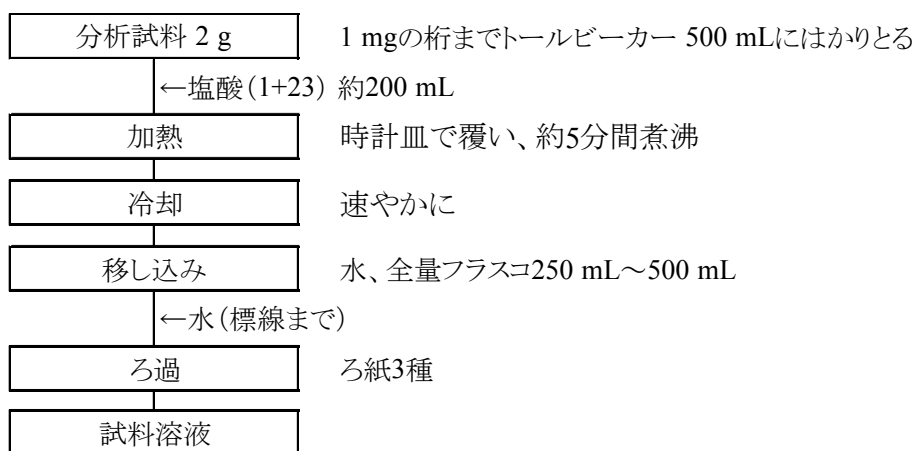 分析試料 2 g 1 mgの桁までトールビーカー 500 mLにはかりとる
←塩酸(1+23) 約200 mL
加熱 時計皿で覆い、約5分間煮沸
冷却 速やかに
移し込み 水、全量フラスコ250 mL～500 mL
←水(標線まで)
ろ過 ろ紙3種
試料溶液